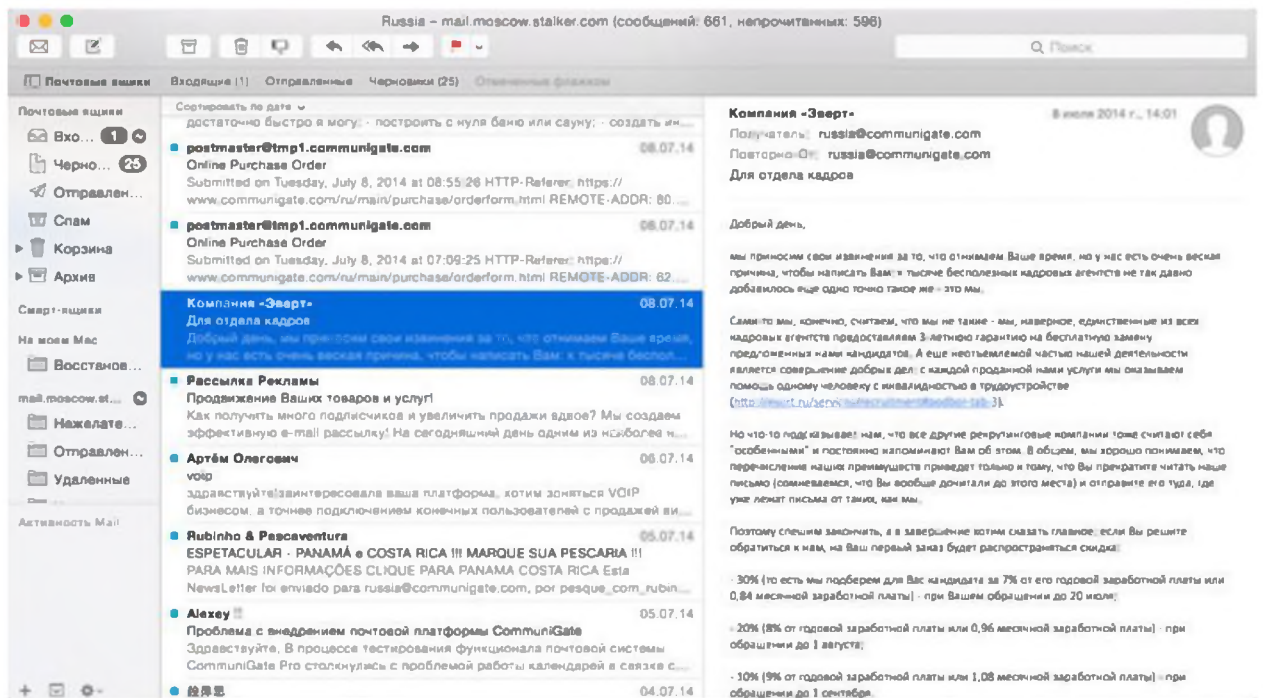 Russia – mail.moscow.stalker.com (сообщений: 661, непрочитанных: 596)
Поиск
Почтовые ящики Входящие (1) Отправленные Черновики (25) Отмеченные флажком
Почтовые ящики
Вхо... 1
Черно... 25
Отправлен...
Спам
Корзина
Архив
Смарт-ящики
На моем Mac
Восстанов...
mail.moscow.st...
Нежелате...
Отправлен...
Удаленные
Активность Mail
Сортировать по дате
достаточно быстро я могу: - построить с нуля баню или сауну; - создать ин...
postmaster@tmp1.communigate.com 08.07.14
Online Purchase Order
Submitted on Tuesday, July 8, 2014 at 08:55:26 HTTP-Referer: https://
www.communigate.com/ru/main/purchase/orderform.html REMOTE-ADDR: 80....
postmaster@tmp1.communigate.com 08.07.14
Online Purchase Order
Submitted on Tuesday, July 8, 2014 at 07:09:25 HTTP-Referer: https://
www.communigate.com/ru/main/purchase/orderform.html REMOTE-ADDR: 62....
Компания «Эверт» 08.07.14
Для отдела кадров
Добрый день, мы приносим свои извинения за то, что отнимаем Ваше время,
но у нас есть очень веская причина, чтобы написать Вам: к тысяче беспол...
Рассылка Рекламы 08.07.14
Продвижение Ваших товаров и услуг!
Как получить много подписчиков и увеличить продажи вдвое? Мы создаем
эффективную e-mail рассылку! На сегодняшний день одним из наиболее н...
Артём Олегович 06.07.14
voip
здравствуйте!заинтересовала ваша платформа, хотим заняться VOIP
бизнесом, а точнее подключением конечных пользователей с продажей ви...
Rubinho & Pescaventura 05.07.14
ESPETACULAR - PANAMÁ e COSTA RICA !!! MARQUE SUA PESCARIA !!!
PARA MAIS INFORMAÇÕES CLIQUE PARA PANAMA COSTA RICA Esta
NewsLetter foi enviado para russia@communigate.com, por pesque_com_rubin...
Alexey 05.07.14
Проблема с внедрением почтовой платформы CommuniGate
Здравствуйте, В процессе тестирования функционала почтовой системы
CommuniGate Pro столкнулись с проблемой работы календарей в связке с...
04.07.14
Компания «Эверт» 8 июля 2014 г., 14:01
Получатель: russia@communigate.com
Повторно От: russia@communigate.com
Для отдела кадров
Добрый день,
мы приносим свои извинения за то, что отнимаем Ваше время, но у нас есть очень веская
причина, чтобы написать Вам: к тысяче бесполезных кадровых агентств не так давно
добавилось еще одно точно такое же - это мы.
Сами-то мы, конечно, считаем, что мы не такие - мы, наверное, единственные из всех
кадровых агентств предоставляем 3-летнюю гарантию на бесплатную замену
предложенных нами кандидатов. А еще неотъемлемой частью нашей деятельности
является совершение добрых дел: с каждой проданной нами услуги мы оказываем
помощь одному человеку с инвалидностью в трудоустройстве
Но что-то подсказывает нам, что все другие рекрутинговые компании тоже считают себя
"особенными" и постоянно напоминают Вам об этом. В общем, мы хорошо понимаем, что
перечисление наших преимуществ приведет только к тому, что Вы прекратите читать наше
письмо (сомневаемся, что Вы вообще дочитали до этого места) и отправите его туда, где
уже лежат письма от таких, как мы.
Поэтому спешим закончить, а в завершение хотим сказать главное: если Вы решите
обратиться к нам, на Ваш первый заказ будет распространяться скидка:
- 30% (то есть мы подберем для Вас кандидата за 7% от его годовой заработной платы или
0,84 месячной заработной платы) - при Вашем обращении до 20 июля;
- 20% (8% от годовой заработной платы или 0,96 месячной заработной платы) - при
обращении до 1 августа;
- 10% (9% от годовой заработной платы или 1,08 месячной заработной платы) - при
обращении до 1 сентября.